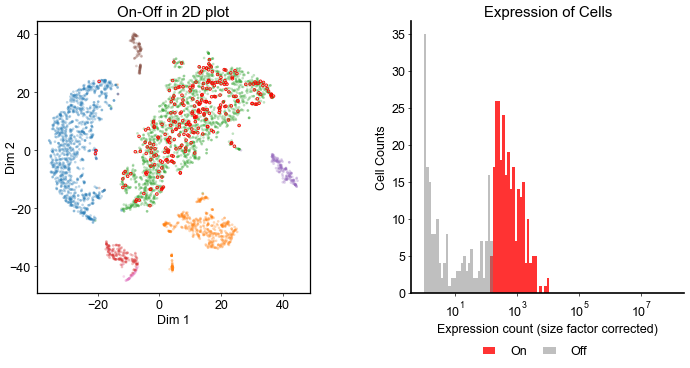 On-Off in 2D plot
40
20
0
−20
−40
Dim 2
−20 0 20 40
Dim 1
Expression of Cells
35
30
25
20
15
10
5
0
Cell Counts
10^1 10^3 10^5 10^7
Expression count (size factor corrected)
On Off